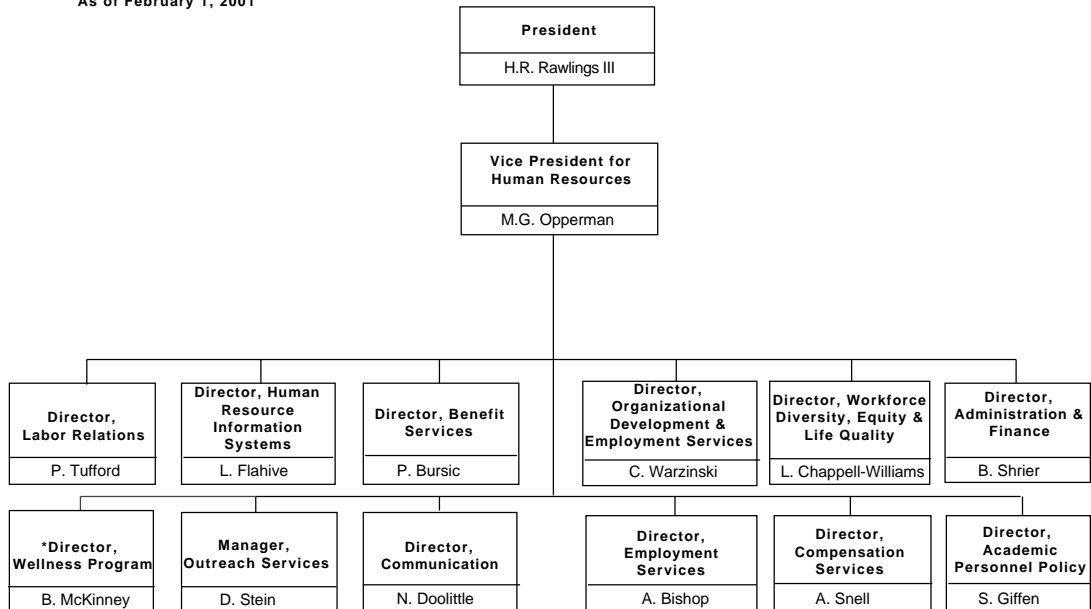 As of February 1, 2001
President
H.R. Rawlings III
Vice President for
Human Resources
M.G. Opperman
Director,
Labor Relations
P. Tufford
Director, Human
Resource
Information
Systems
L. Flahive
Director, Benefit
Services
P. Bursic
Director,
Organizational
Development &
Employment Services
C. Warzinski
Director, Workforce
Diversity, Equity &
Life Quality
L. Chappell-Williams
Director,
Administration &
Finance
B. Shrier
*Director,
Wellness Program
B. McKinney
Manager,
Outreach Services
D. Stein
Director,
Communication
N. Doolittle
Director,
Employment
Services
A. Bishop
Director,
Compensation
Services
A. Snell
Director,
Academic
Personnel Policy
S. Giffen